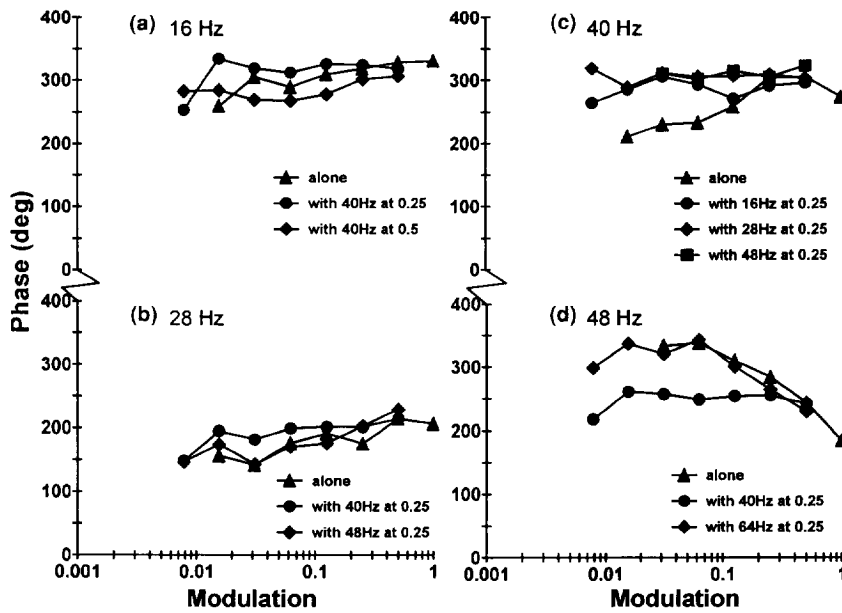 Phase (deg)
(a) 16 Hz
400
300
200
100
0
alone
with 40Hz at 0.25
with 40Hz at 0.5
(b) 28 Hz
400
300
200
100
0
alone
with 40Hz at 0.25
with 48Hz at 0.25
0.001 0.01 0.1 1
Modulation
(c) 40 Hz
400
300
200
100
0
alone
with 16Hz at 0.25
with 28Hz at 0.25
with 48Hz at 0.25
(d) 48 Hz
400
300
200
100
0
alone
with 40Hz at 0.25
with 64Hz at 0.25
0.001 0.01 0.1 1
Modulation